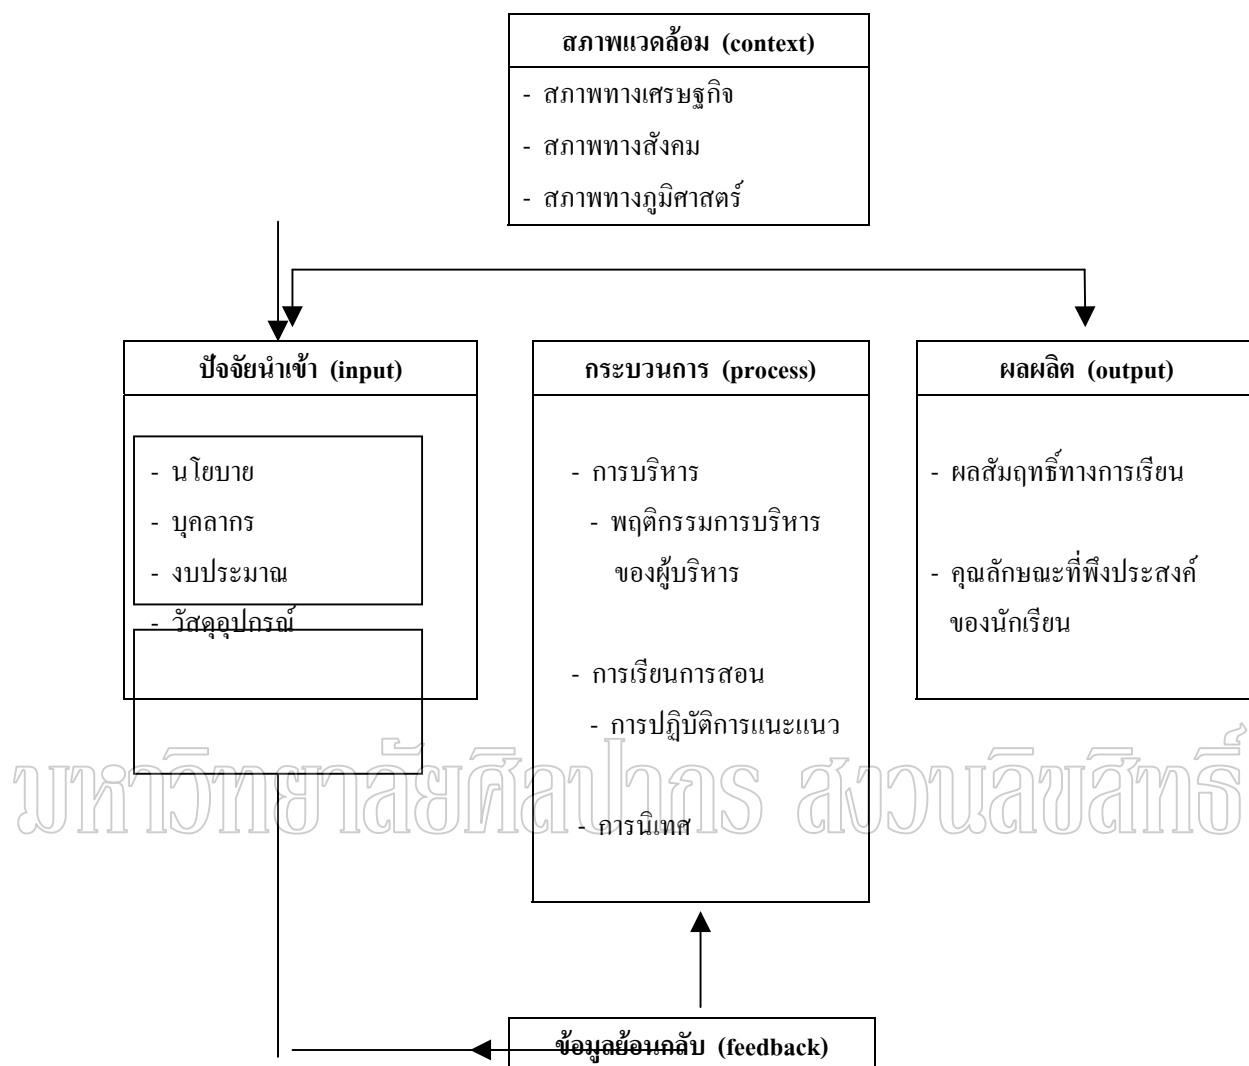 สภาพแวดล้อม (context)
- สภาพทางเศรษฐกิจ
- สภาพทางสังคม
- สภาพทางภูมิศาสตร์
ปัจจัยนำเข้า (input)
- นโยบาย
- บุคลากร
- งบประมาณ
- วัสดุอุปกรณ์
กระบวนการ (process)
- การบริหาร
- พฤติกรรมการบริหาร
ของผู้บริหาร
- การเรียนการสอน
- การปฏิบัติการแนะแนว
- การนิเทศ
ผลผลิต (output)
- ผลสัมฤทธิ์ทางการเรียน
- คุณลักษณะที่พึงประสงค์
ของนักเรียน
มหาวิทยาลัยศิลปากร สงวนลิขสิทธิ์
ข้อมูลย้อนกลับ (feedback)